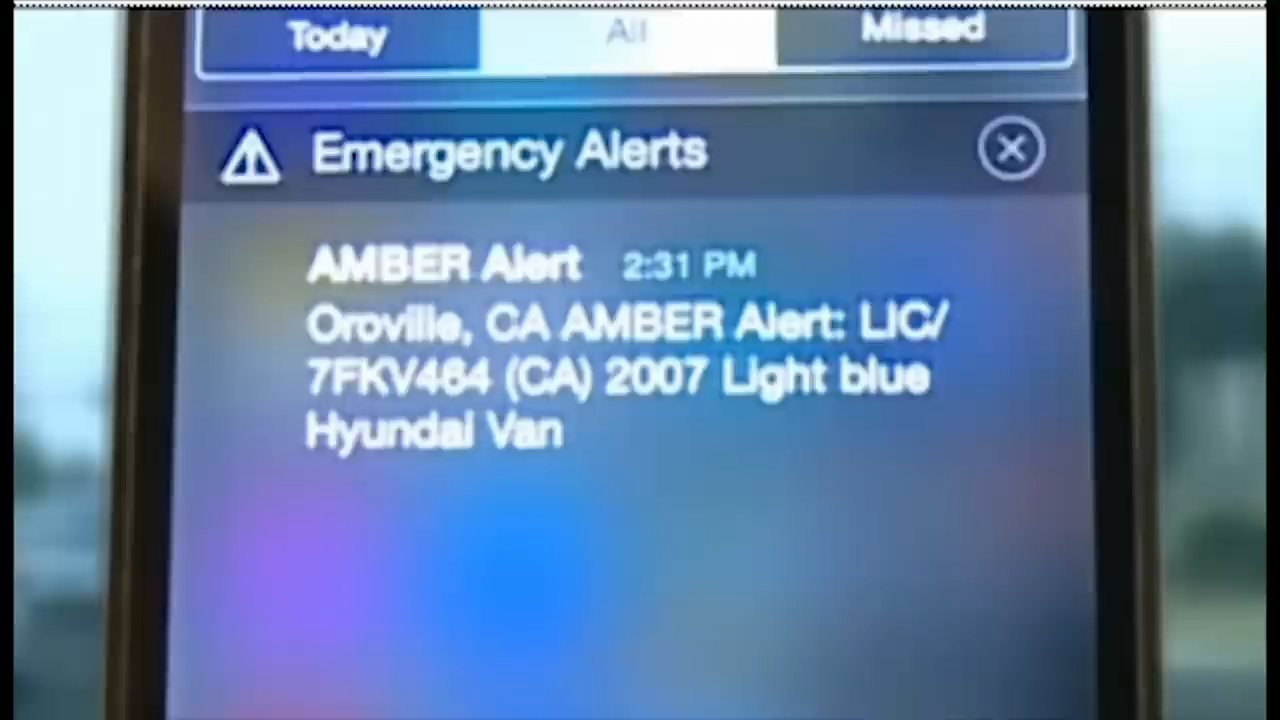 Today All Missed
Emergency Alerts
AMBER Alert 2:31 PM
Oroville, CA AMBER Alert: LIC/
7FKV464 (CA) 2007 Light blue
Hyundai Van